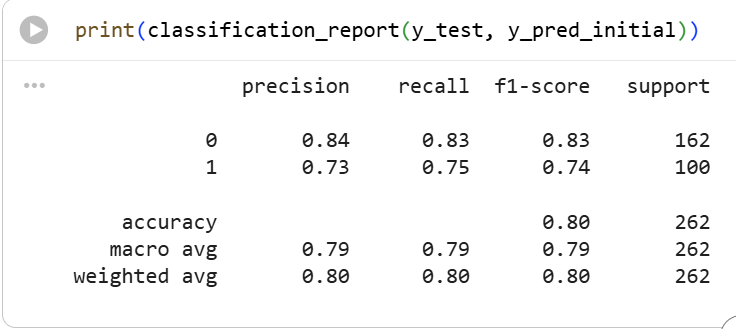 print(classification_report(y_test, y_pred_initial))
precision recall f1-score support
0 0.84 0.83 0.83 162
1 0.73 0.75 0.74 100
accuracy 0.80 262
macro avg 0.79 0.79 0.79 262
weighted avg 0.80 0.80 0.80 262